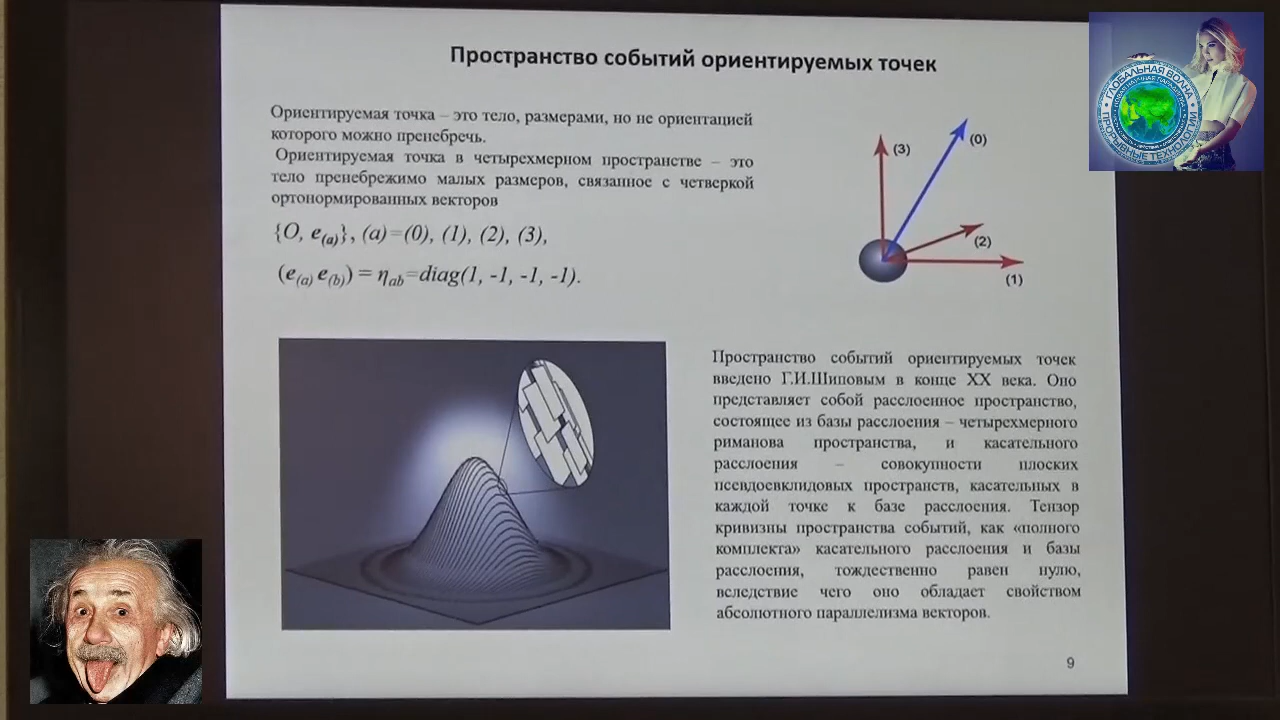 Пространство событий ориентируемых точек
Ориентируемая точка – это тело, размерами, но не ориентацией
которого можно пренебречь.
Ориентируемая точка в четырехмерном пространстве – это
тело пренебрежимо малых размеров, связанное с четверкой
ортонормированных векторов
{O, e(a)}, (a)=(0), (1), (2), (3),
(e(a) e(b)) = ηab=diag(1, -1, -1, -1).
(3)
(0)
(2)
(1)
ГЛОБАЛЬНАЯ ВОЛНА
ПРОРЫВНЫЕ ТЕХНОЛОГИИ
Пространство событий ориентируемых точек
введено Г.И.Шиповым в конце XX века. Оно
представляет собой расслоенное пространство,
состоящее из базы расслоения – четырехмерного
риманова пространства, и касательного
расслоения – совокупности плоских
псевдоевклидовых пространств, касательных в
каждой точке к базе расслоения. Тензор
кривизны пространства событий, как «полного
комплекта» касательного расслоения и базы
расслоения, тождественно равен нулю,
вследствие чего оно обладает свойством
абсолютного параллелизма векторов.
9